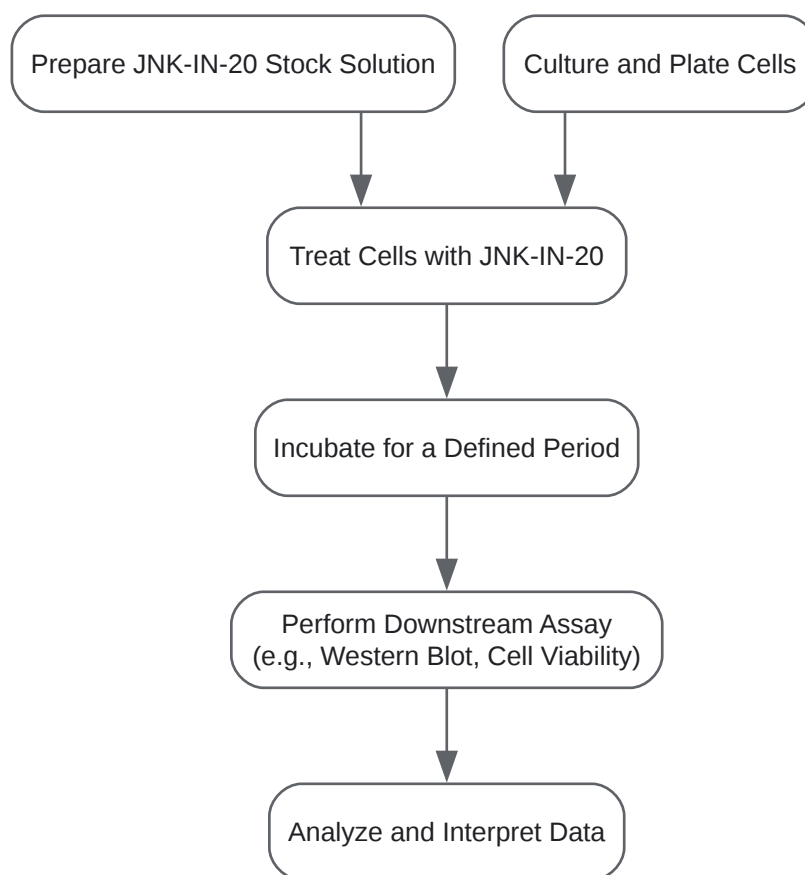 Prepare JNK-IN-20 Stock Solution
Culture and Plate Cells
Treat Cells with JNK-IN-20
Incubate for a Defined Period
Perform Downstream Assay
(e.g., Western Blot, Cell Viability)
Analyze and Interpret Data